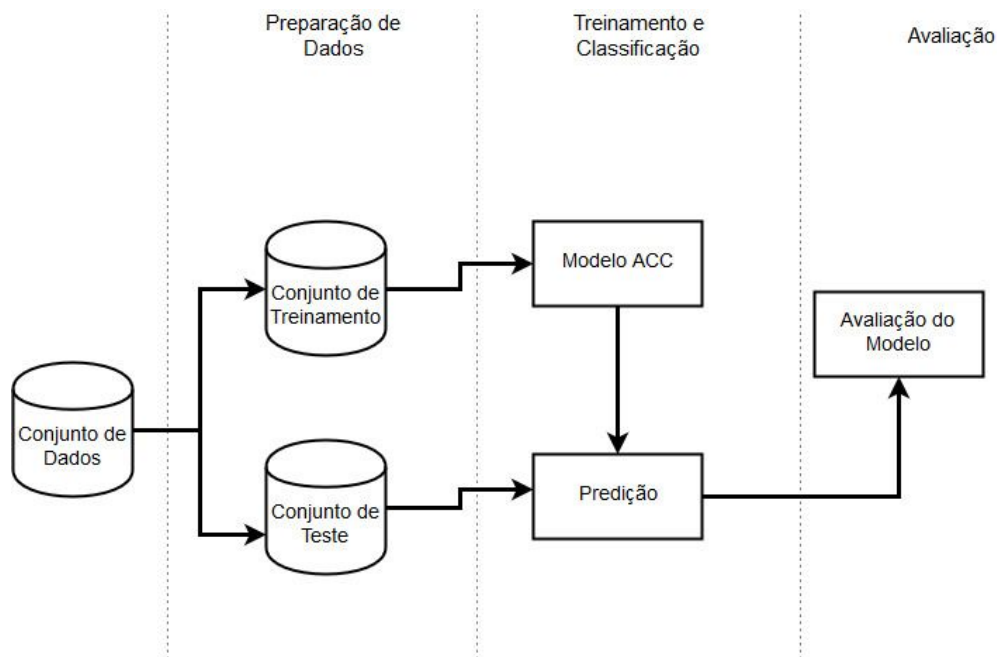 Preparação de
Dados
Treinamento e
Classificação
Avaliação
Conjunto de
Treinamento
Modelo ACC
Avaliação do
Modelo
Conjunto de
Dados
Conjunto de
Teste
Predição